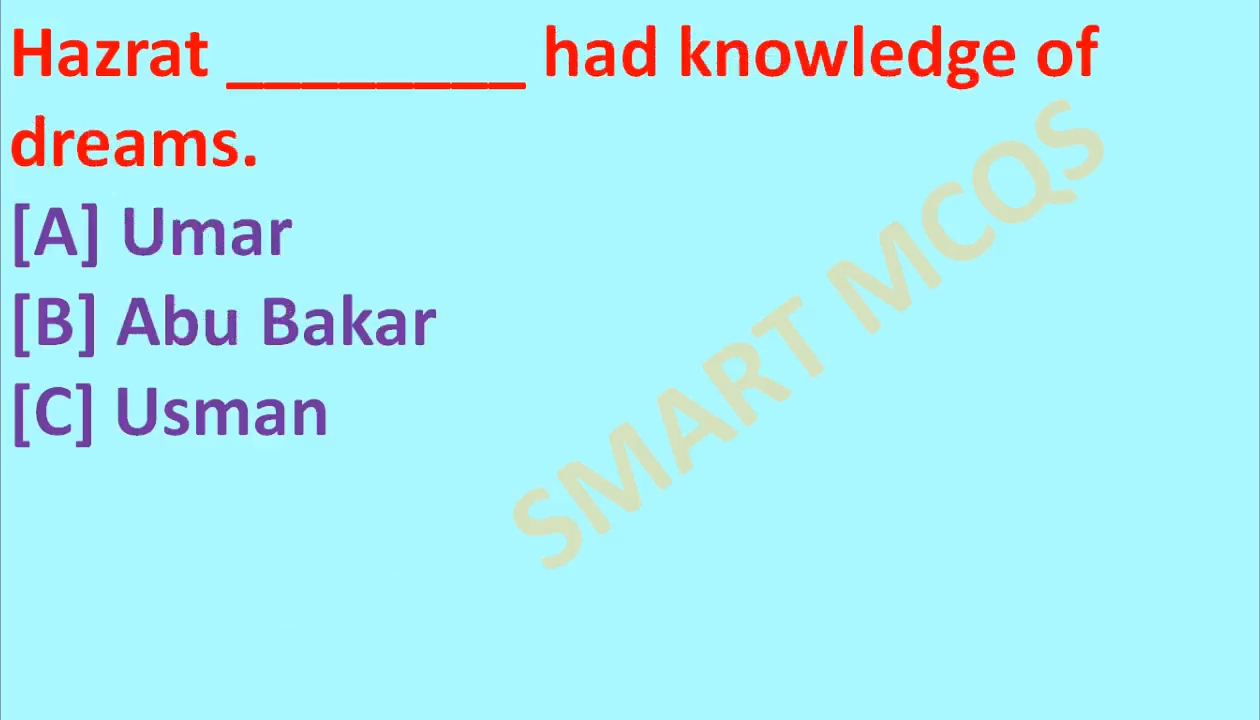 Hazrat ________ had knowledge of
dreams.
[A] Umar
[B] Abu Bakar
[C] Usman
SMART MCQS